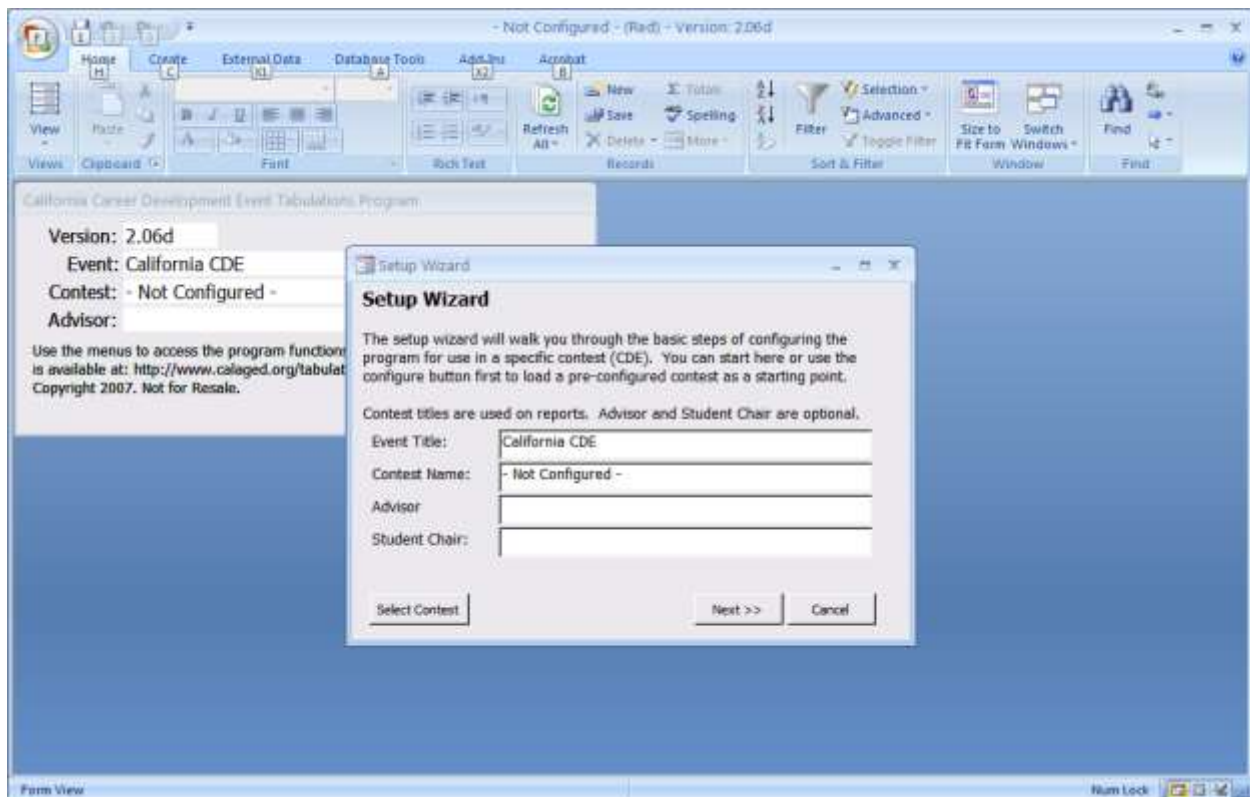 - Not Configured - (Red) - Version: 2.06d
Home Create External Data Database Tools Add-Ins Acrobat
H C X1 A X2 B
View
Paste
Refresh All
New
Save
Delete
Totals
Spelling
More
Filter
Selection
Advanced
Toggle Filter
Size to Fit Form
Switch Windows
Find
Views Clipboard Font Rich Text Records Sort & Filter Window Find
California Career Development Event Tabulations Program
Version: 2.06d
Event: California CDE
Contest: - Not Configured -
Advisor:
Use the menus to access the program functions
is available at: http://www.calaged.org/tabulat
Copyright 2007. Not for Resale.
Setup Wizard
Setup Wizard
The setup wizard will walk you through the basic steps of configuring the
program for use in a specific contest (CDE). You can start here or use the
configure button first to load a pre-configured contest as a starting point.
Contest titles are used on reports. Advisor and Student Chair are optional.
Event Title: California CDE
Contest Name: - Not Configured -
Advisor
Student Chair:
Select Contest Next >> Cancel
Form View Num Lock